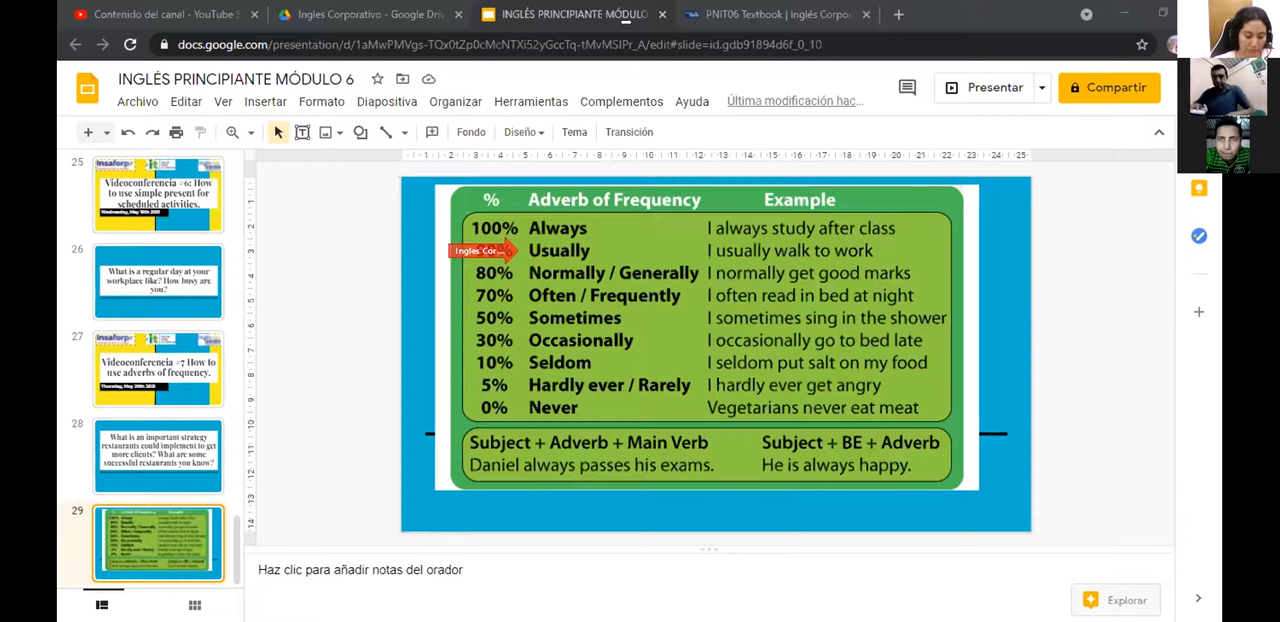 Contenido del canal - YouTube S
Ingles Corporativo - Google Driv
INGLÉS PRINCIPIANTE MÓDULO
PNIT06 Textbook | Inglés Corpor
docs.google.com/presentation/d/1aMwPMVgs-TQx0tZp0cMcNTXi52yGccTq-tMvMSIPr_A/edit#slide=id.gdb91894d6f_0_10
INGLÉS PRINCIPIANTE MÓDULO 6
Archivo Editar Ver Insertar Formato Diapositiva Organizar Herramientas Complementos Ayuda Última modificación hac...
Presentar
Compartir
Fondo Diseño Tema Transición
25
Insaforp
Videoconferencia #6: How
to use simple present for
scheduled activities.
Wednesday, May 19th 2021
26
What is a regular day at your
workplace like? How busy are
you?
27
Insaforp
Videoconferencia #7 How to
use adverbs of frequency.
Thursday, May 20th 2021
28
What is an important strategy
restaurants could implement to get
more clients? What are some
successful restaurants you know?
29
% Adverb of Frequency Example
100% Always I always study after class
Ingles Cor... Usually I usually walk to work
80% Normally / Generally I normally get good marks
70% Often / Frequently I often read in bed at night
50% Sometimes I sometimes sing in the shower
30% Occasionally I occasionally go to bed late
10% Seldom I seldom put salt on my food
5% Hardly ever / Rarely I hardly ever get angry
0% Never Vegetarians never eat meat
Subject + Adverb + Main Verb Subject + BE + Adverb
Daniel always passes his exams. He is always happy.
Haz clic para añadir notas del orador
Explorar